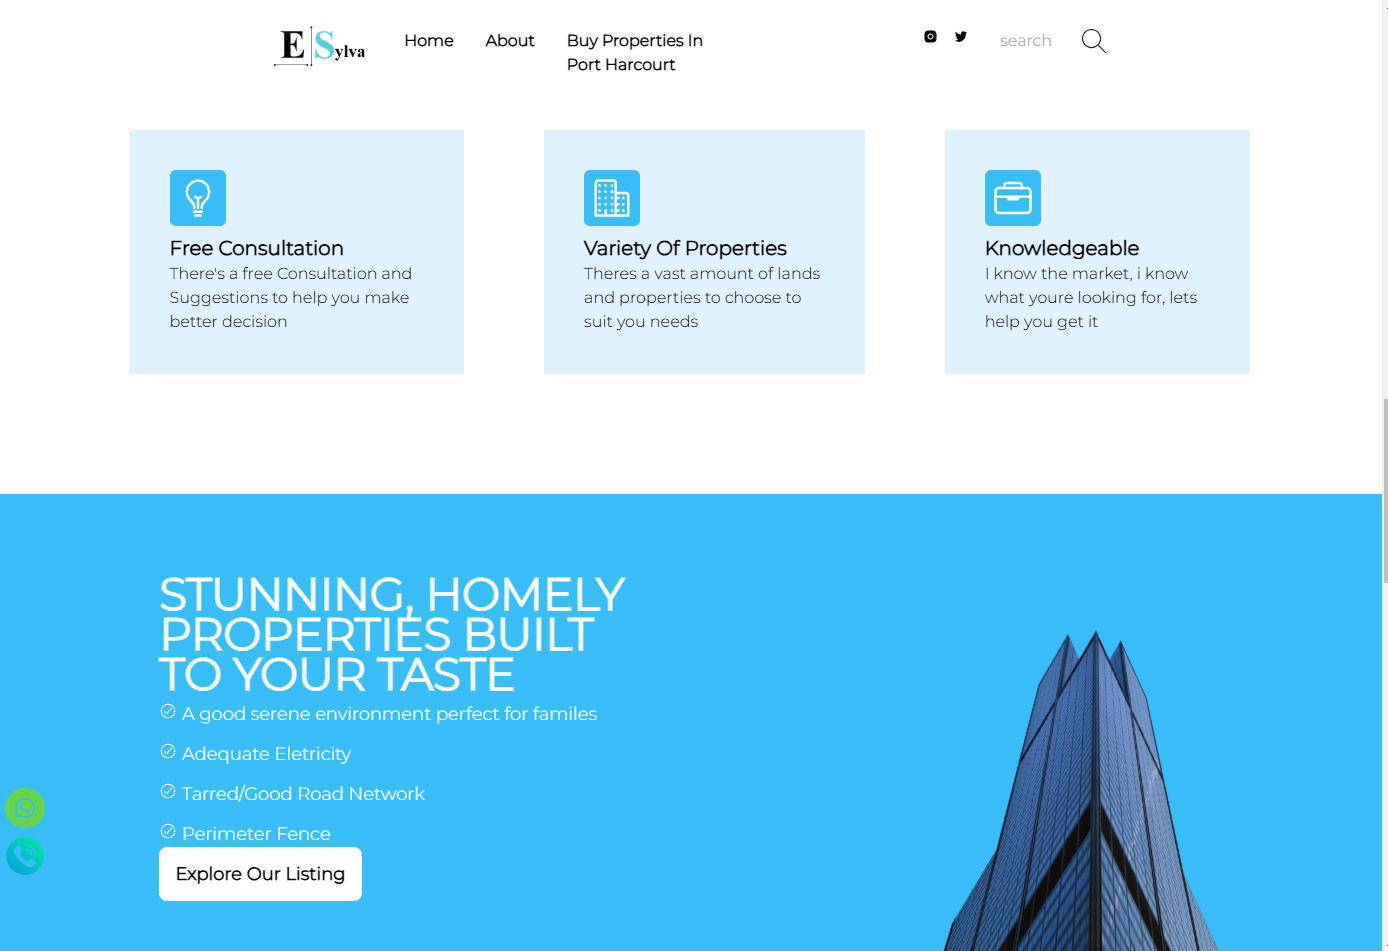 E Sylva
Home
About
Buy Properties In
Port Harcourt
search
Free Consultation
There's a free Consultation and
Suggestions to help you make
better decision
Variety Of Properties
Theres a vast amount of lands
and properties to choose to
suit you needs
Knowledgeable
I know the market, i know
what youre looking for, lets
help you get it
STUNNING, HOMELY
PROPERTIES BUILT
TO YOUR TASTE
A good serene environment perfect for familes
Adequate Eletricity
Tarred/Good Road Network
Perimeter Fence
Explore Our Listing